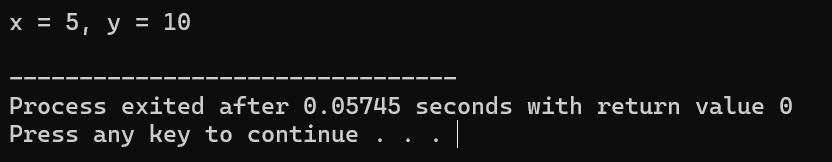 x = 5, y = 10
--------------------------------
Process exited after 0.05745 seconds with return value 0
Press any key to continue . . .